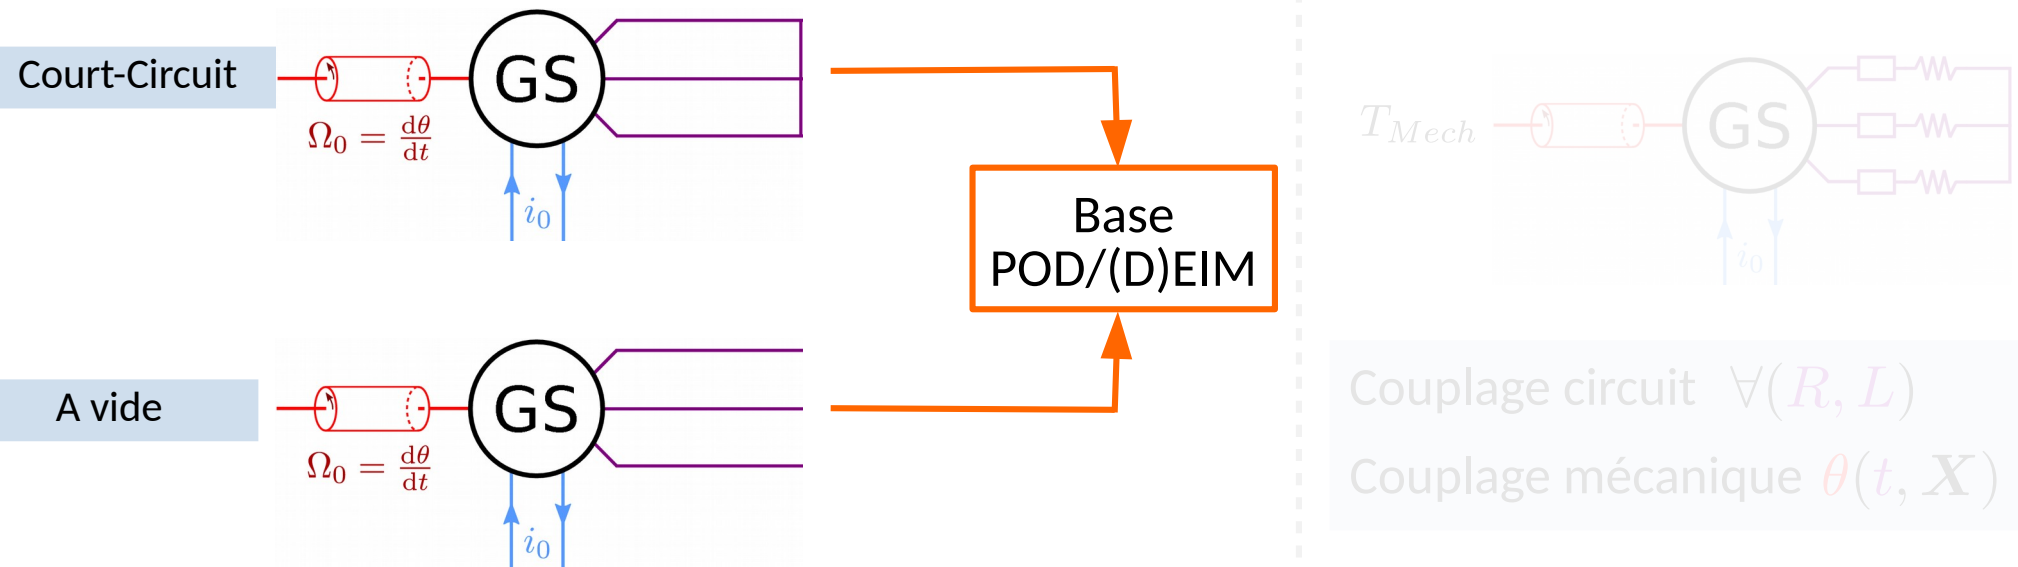 Court-Circuit
GS
Ω₀ = dθ/dt
i₀
Base
POD/(D)EIM
A vide
GS
Ω₀ = dθ/dt
i₀
T_Mech
GS
i₀
Couplage circuit ∀(R, L)
Couplage mécanique θ(t, X)